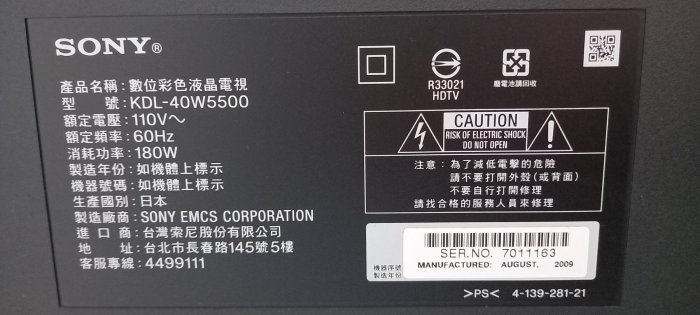 SONY®
產品名稱：數位彩色液晶電視
型 號：KDL-40W5500
額定電壓：110V～
額定頻率：60Hz
消耗功率：180W
製造年份：如機體上標示
機器號碼：如機體上標示
生產國別：日本
製造廠商：SONY EMCS CORPORATION
進 口 商：台灣索尼股份有限公司
地 址：台北市長春路145號5樓
客服專線：4499111
R33021
HDTV
廢電池請回收
CAUTION
RISK OF ELECTRIC SHOCK
DO NOT OPEN
注意：為了減低電擊的危險
請不要打開外殼(或背面)
不要自行打開修理
請找合格的服務人員來修理
機器序號
製造年份
SER.NO. 7011163
MANUFACTURED: AUGUST, 2009
>PS< 4-139-281-21